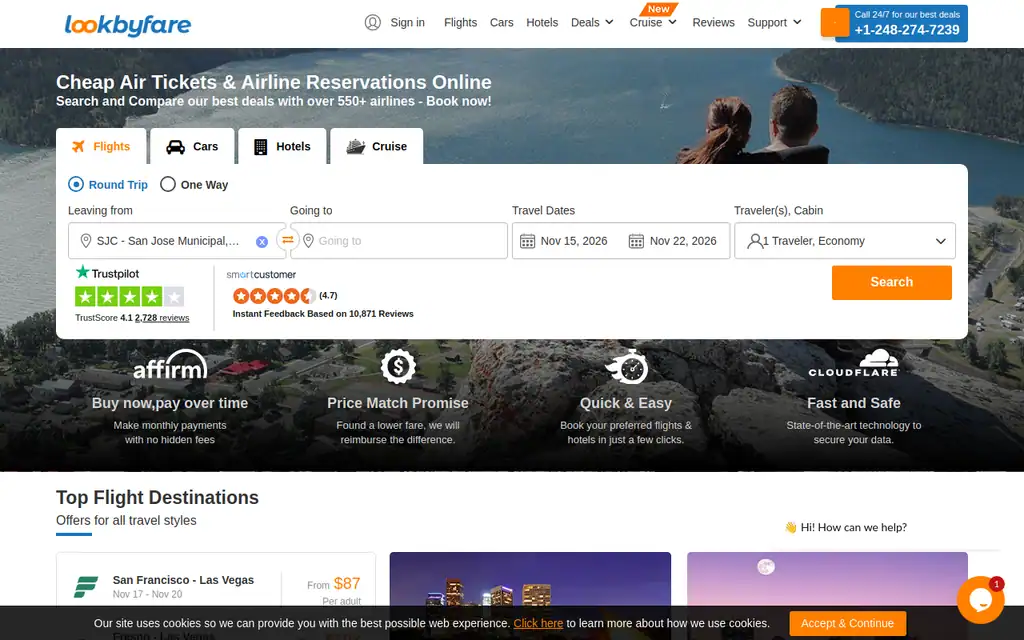 lookbyfare
Sign in
Flights
Cars
Hotels
Deals
New
Cruise
Reviews
Support
Call 24/7 for our best deals
+1-248-274-7239
Cheap Air Tickets & Airline Reservations Online
Search and Compare our best deals with over 550+ airlines - Book now!
Flights
Cars
Hotels
Cruise
Round Trip
One Way
Leaving from
Going to
Travel Dates
Traveler(s), Cabin
SJC - San Jose Municipal,...
Going to
Nov 15, 2026
Nov 22, 2026
1 Traveler, Economy
Trustpilot
TrustScore 4.1 2,728 reviews
smartcustomer
(4.7)
Instant Feedback Based on 10,871 Reviews
Search
affirm
Buy now,pay over time
Make monthly payments
with no hidden fees
$
Price Match Promise
Found a lower fare, we will
reimburse the difference.
Quick & Easy
Book your preferred flights &
hotels in just a few clicks.
CLOUDFLARE
Fast and Safe
State-of-the-art technology to
secure your data.
Top Flight Destinations
Offers for all travel styles
👋 Hi! How can we help?
San Francisco - Las Vegas
Nov 17 - Nov 20
From $87
Per adult
1
Our site uses cookies so we can provide you with the best possible web experience. Click here to learn more about how we use cookies.
Accept & Continue
Fresno - Las Vegas